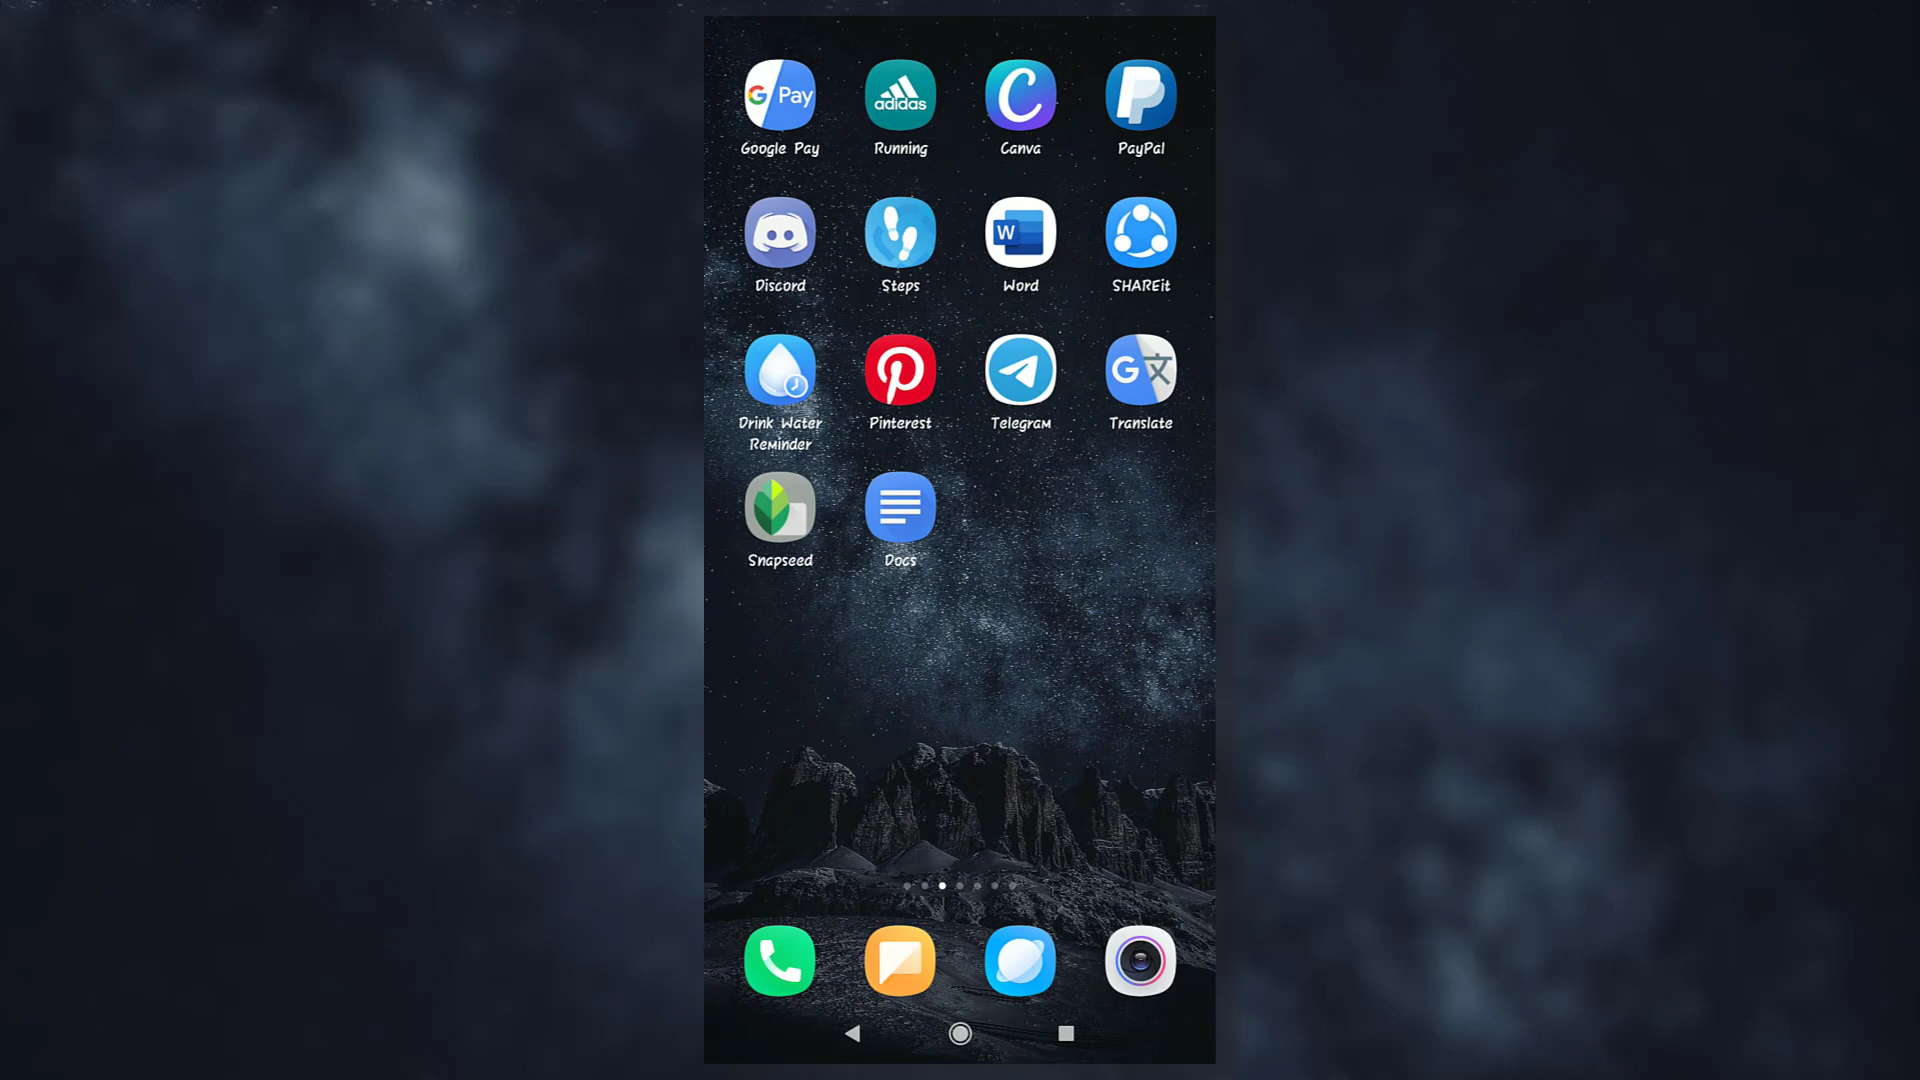 G Pay
adidas
Google Pay
Running
Canva
PayPal
W
Discord
Steps
Word
SHAREit
G文
Drink Water
Reminder
Pinterest
Telegram
Translate
Snapseed
Docs